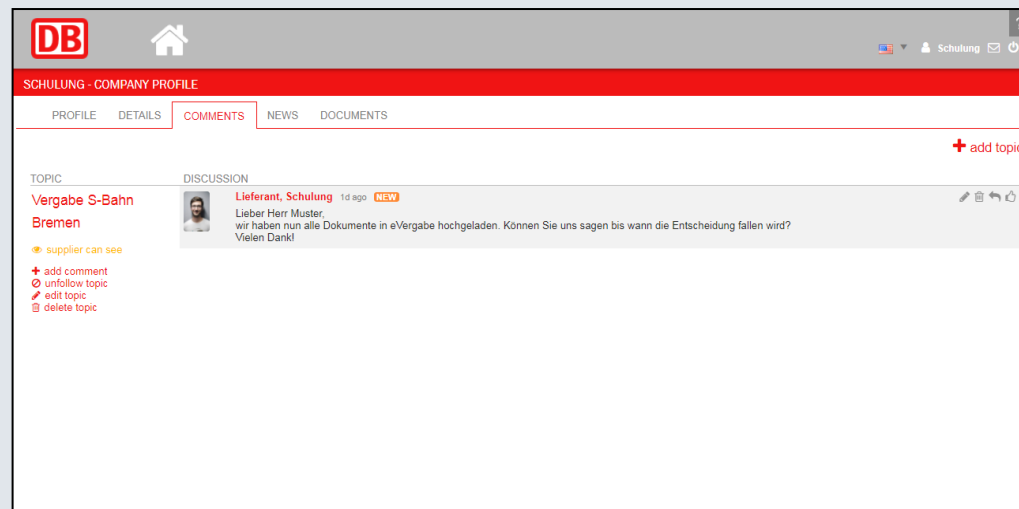 DB
Schulung
SCHULUNG - COMPANY PROFILE
PROFILE DETAILS COMMENTS NEWS DOCUMENTS
add topic
TOPIC DISCUSSION
Vergabe S-Bahn
Bremen
supplier can see
add comment
unfollow topic
edit topic
delete topic
Lieferant, Schulung 1d ago NEW
Lieber Herr Muster,
wir haben nun alle Dokumente in eVergabe hochgeladen. Können Sie uns sagen bis wann die Entscheidung fallen wird?
Vielen Dank!